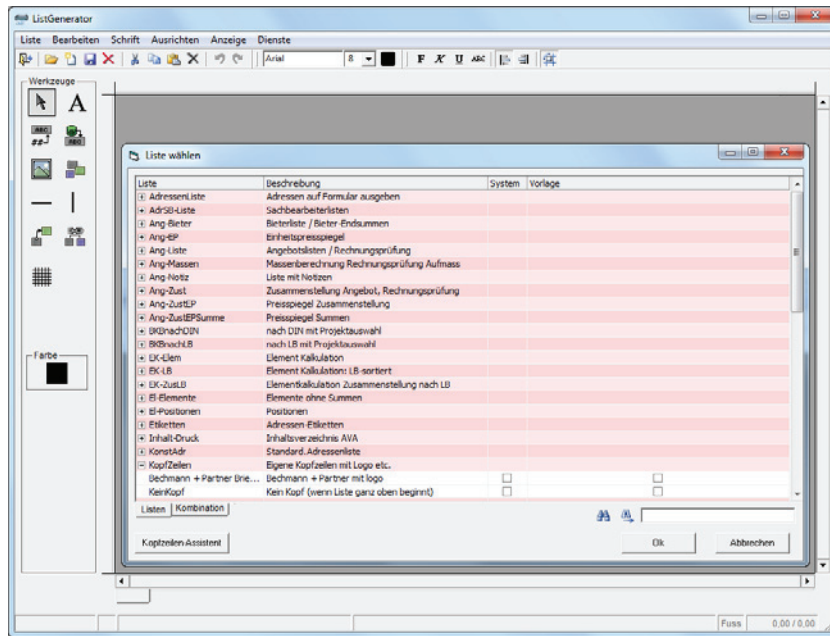 ListGenerator
Liste Bearbeiten Schrift Ausrichten Anzeige Dienste
Arial 8 F K U ABC
Werkzeuge
A
Liste wählen
Liste Beschreibung System Vorlage
AdressenListe Adressen auf Formular ausgeben
AdrSB-Liste Sachbearbeiterlisten
Ang-Bieter Bieterliste / Bieter-Endsummen
Ang-EP Einheitspreisspiegel
Ang-Liste Angebotslisten / Rechnungsprüfung
Ang-Massen Massenberechnung Rechnungsprüfung Aufmass
Ang-Notiz Liste mit Notizen
Ang-Zust Zusammenstellung Angebot, Rechnungsprüfung
Ang-ZustEP Preisspiegel Zusammenstellung
Ang-ZustEPSumme Preisspiegel Summen
BKBnachDIN nach DIN mit Projektauswahl
BKBnachLB nach LB mit Projektauswahl
EK-Elem Element Kalkulation
EK-LB Element Kalkulation: LB-sortiert
EK-ZusLB Elementkalkulation Zusammenstellung nach LB
El-Elemente Elemente ohne Summen
El-Positionen Positionen
Etiketten Adressen-Etiketten
Inhalt-Druck Inhaltsverzeichnis AVA
KonstAdr Standard.Adressenliste
KopfZeilen Eigene Kopfzeilen mit Logo etc.
Bechmann + Partner Brie... Bechmann + Partner mit logo
KeinKopf Kein Kopf (wenn Liste ganz oben beginnt)
Listen Kombination
Kopfzeilen-Assistent Ok Abbrechen
Farbe
Fuss 0,00 / 0,00